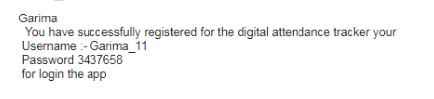 Garima
You have successfully registered for the digital attendance tracker your
Username :- Garima_11
Password 3437658
for login the app